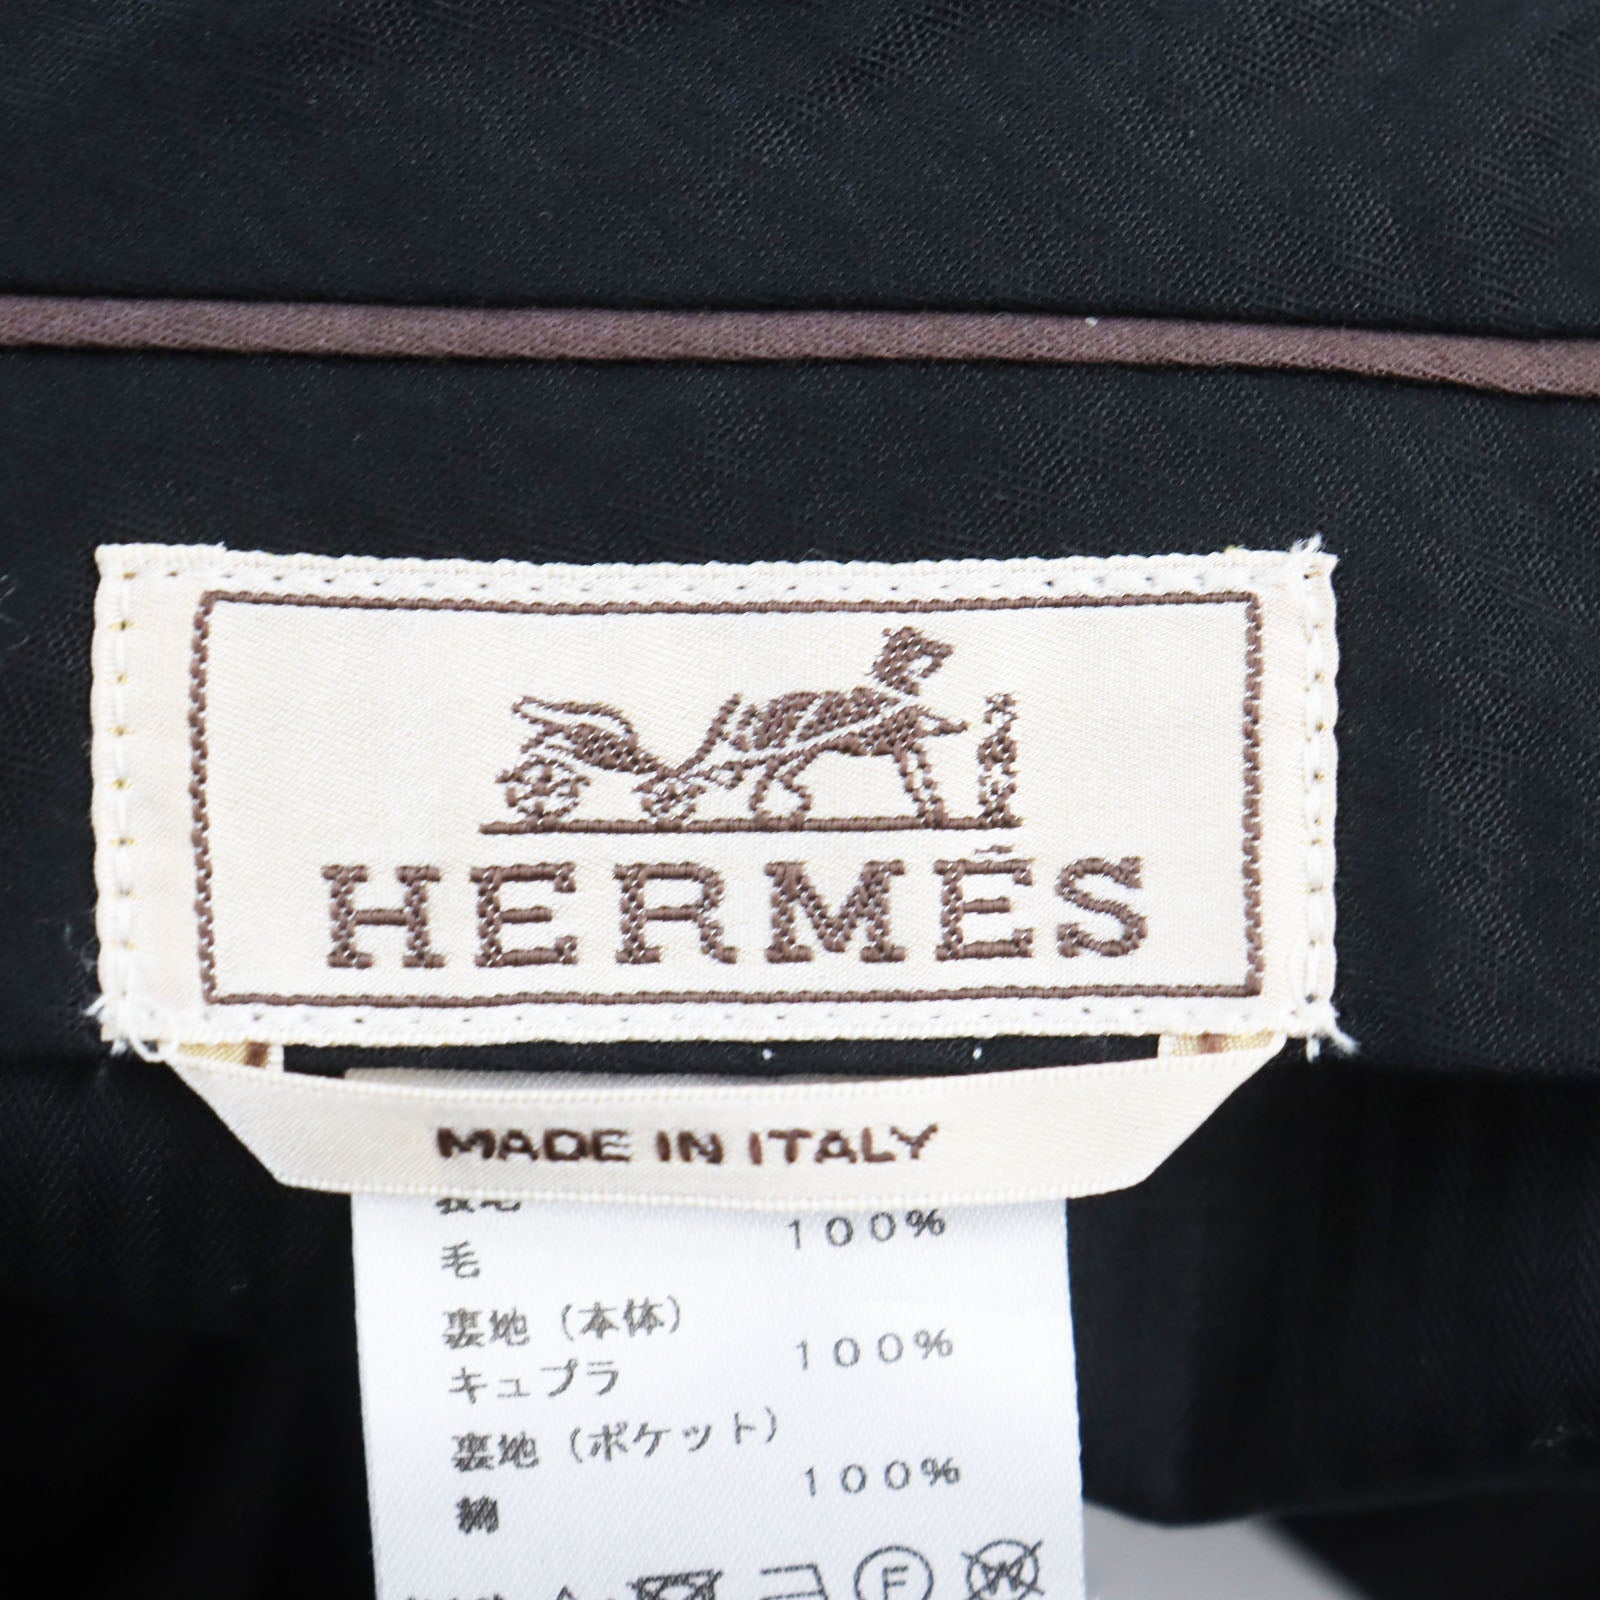 HERMÈS
MADE IN ITALY
毛 100%
裏地（本体）
キュプラ 100%
裏地（ポケット）
綿 100%
F W